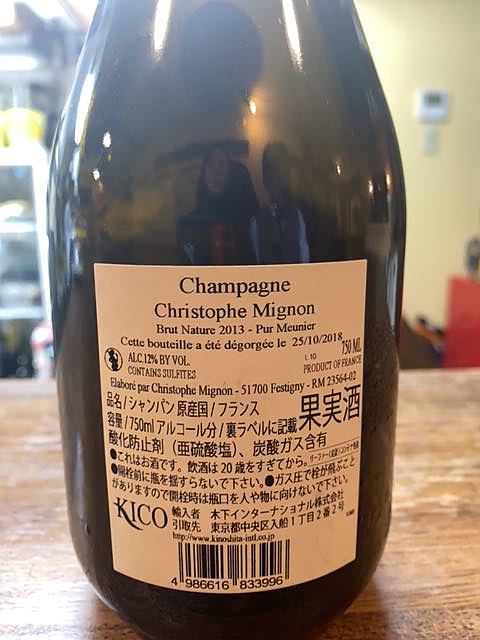 Champagne
Christophe Mignon
Brut Nature 2013 - Pur Meunier
Cette bouteille a été dégorgée le 25/10/2018
ALC.12% BY VOL.
CONTAINS SULFITES
L 10
750 ML
PRODUCT OF FRANCE
Elaboré par Christophe Mignon - 51700 Festigny - RM 23564-02
品名/シャンパン 原産国/フランス
容量/750ml アルコール分/裏ラベルに記載
果実酒
酸化防止剤(亜硫酸塩)、炭酸ガス含有
●これはお酒です。飲酒は20歳をすぎてから。
●開栓前に瓶を揺すらないで下さい。●ガス圧で栓が飛ぶこと
がありますので開栓時は瓶口を人や物に向けないで下さい。
KICO
輸入者 木下インターナショナル株式会社
引取先 東京都中央区入船1丁目2番2号
http://www.kinoshita-intl.co.jp
4 986616 833996